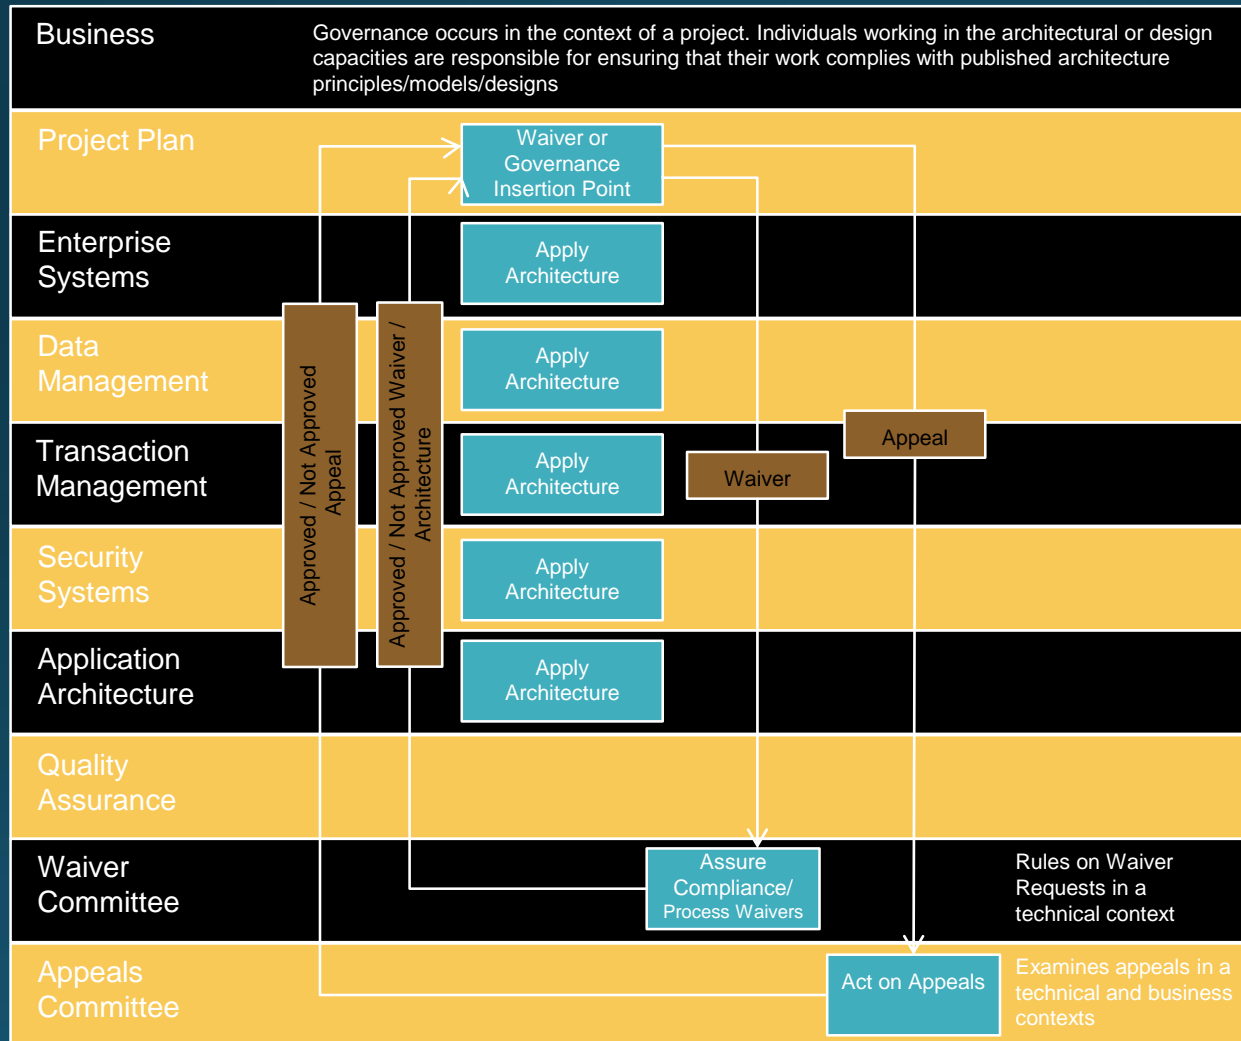 Business
Governance occurs in the context of a project. Individuals working in the architectural or design
capacities are responsible for ensuring that their work complies with published architecture
principles/models/designs
Project Plan
Waiver or
Governance
Insertion Point
Enterprise
Systems
Apply
Architecture
Data
Management
Apply
Architecture
Transaction
Management
Apply
Architecture
Security
Systems
Apply
Architecture
Application
Architecture
Apply
Architecture
Approved / Not Approved
Appeal
Approved / Not Approved Waiver /
Architecture
Waiver
Appeal
Quality
Assurance
Waiver
Committee
Assure
Compliance/
Process Waivers
Rules on Waiver
Requests in a
technical context
Appeals
Committee
Act on Appeals
Examines appeals in a
technical and business
contexts